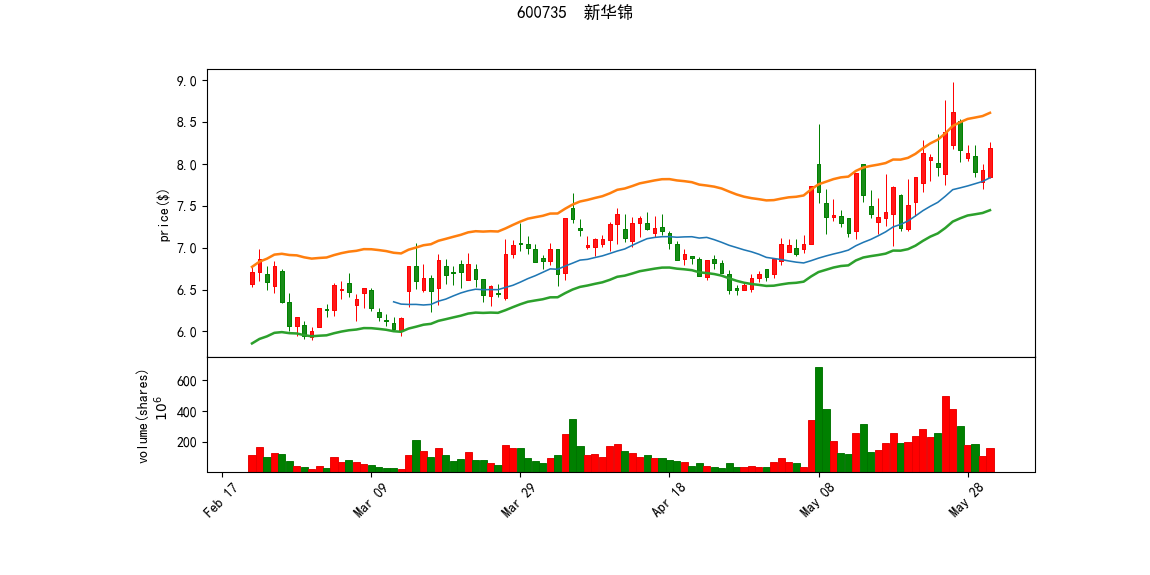 600735 新华锦
price($)
9.0
8.5
8.0
7.5
7.0
6.5
6.0
volume(shares)
10^6
600
400
200
Feb 17
Mar 09
Mar 29
Apr 18
May 08
May 28